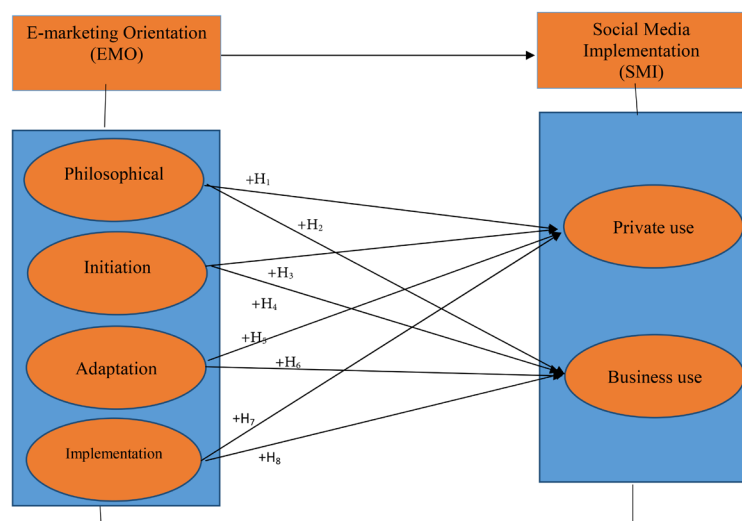 E-marketing Orientation
(EMO)
Social Media
Implementation
(SMI)
Philosophical
Initiation
Adaptation
Implementation
+H₁
+H₂
+H₃
+H₄
+H₅
+H₆
+H₇
+H₈
Private use
Business use